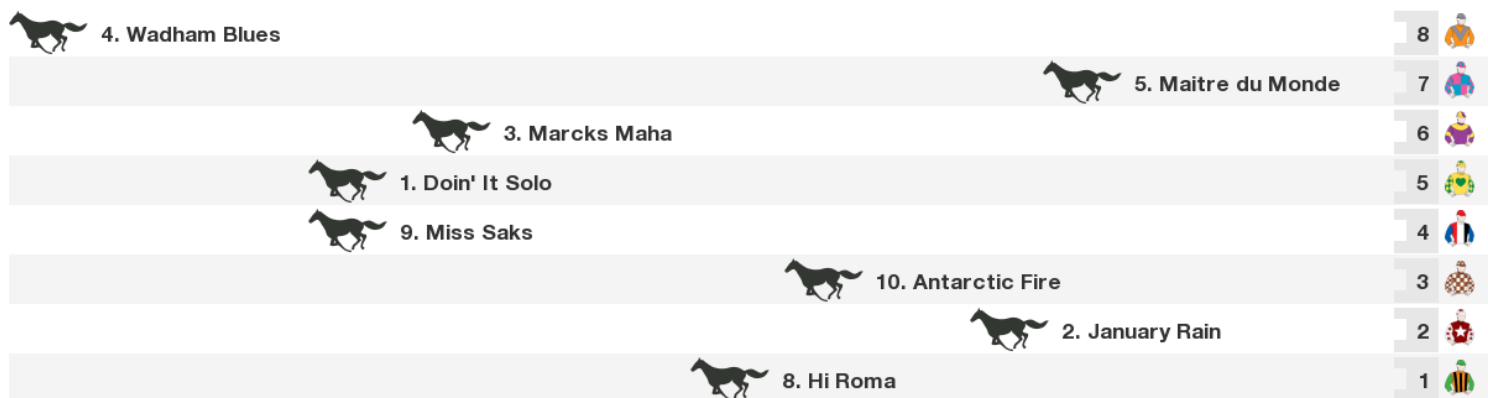 4. Wadham Blues 8
5. Maitre du Monde 7
3. Marcks Maha 6
1. Doin' It Solo 5
9. Miss Saks 4
10. Antarctic Fire 3
2. January Rain 2
8. Hi Roma 1